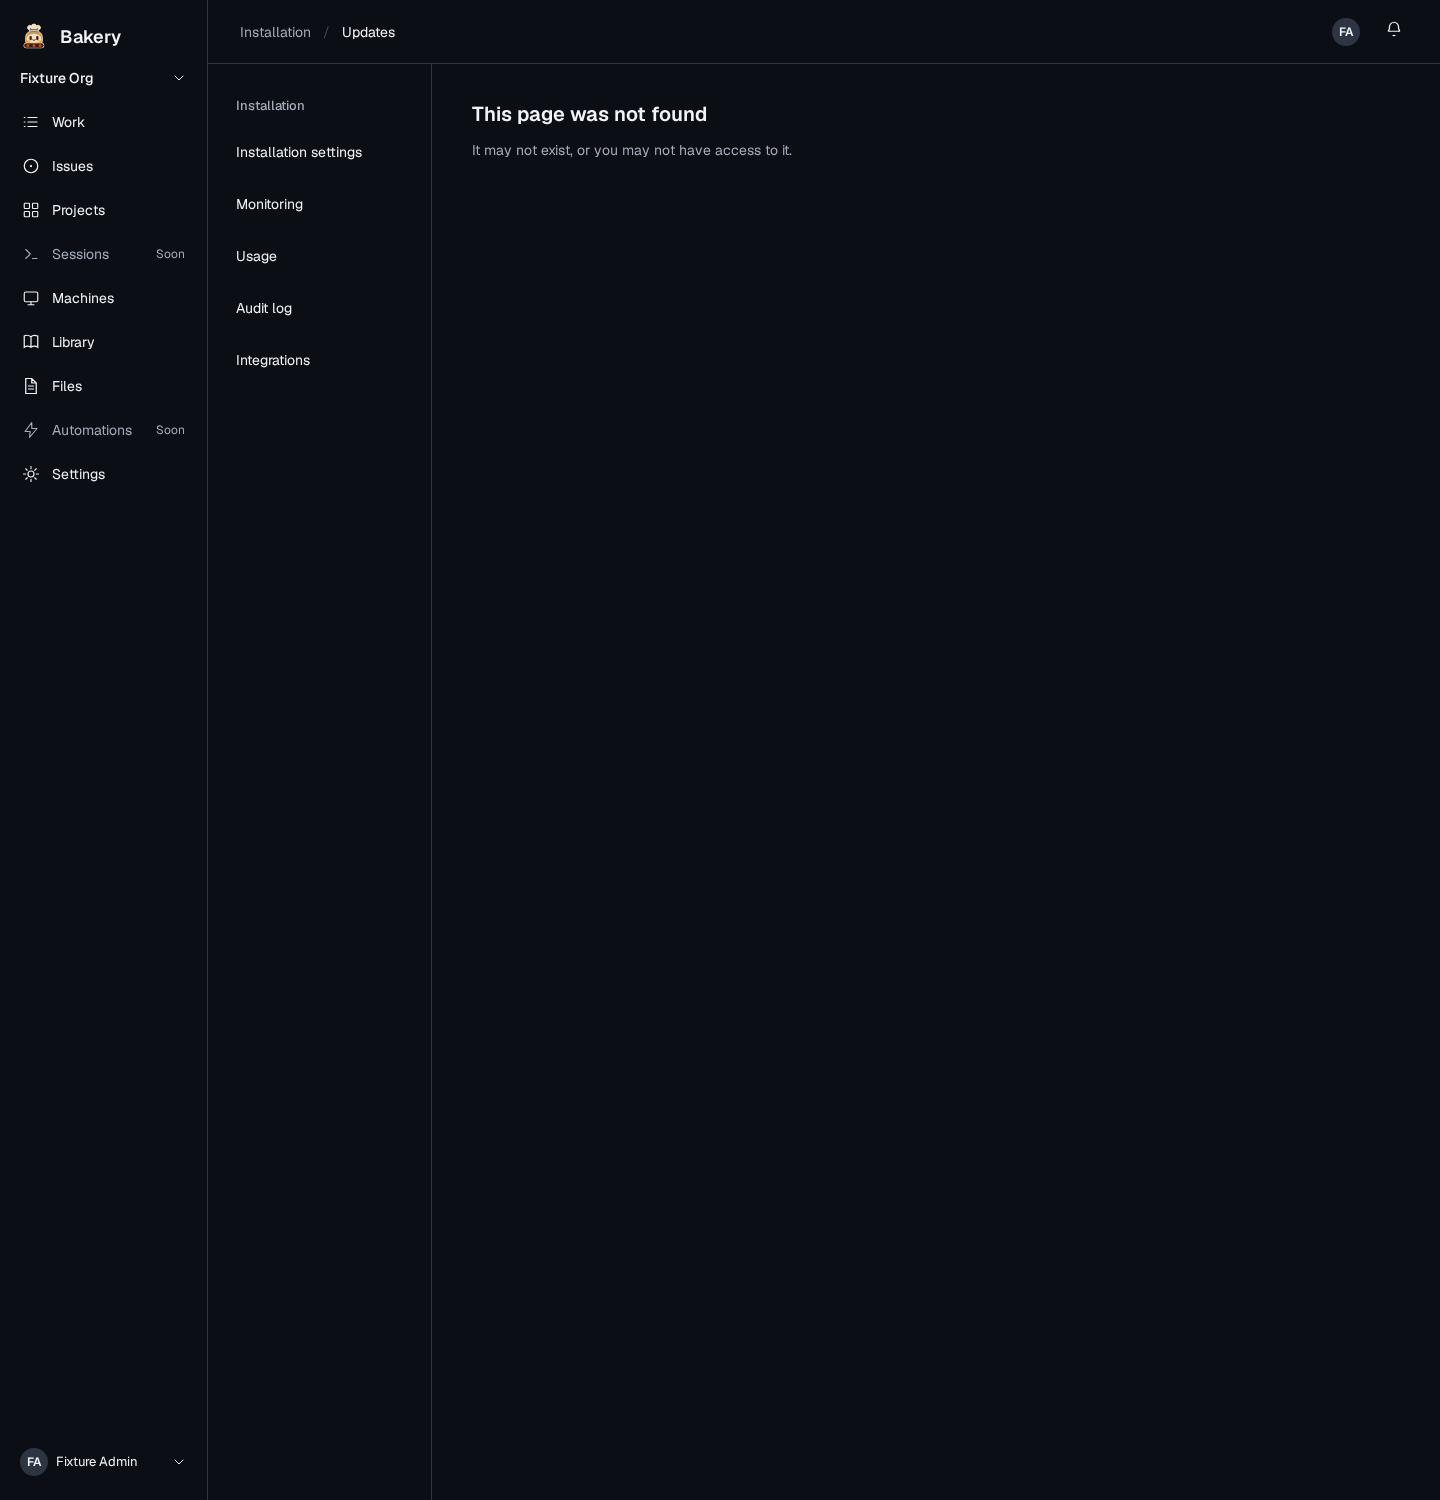 Bakery
Fixture Org
Work
Issues
Projects
Sessions Soon
Machines
Library
Files
Automations Soon
Settings
FA Fixture Admin
Installation / Updates
FA
Installation
Installation settings
Monitoring
Usage
Audit log
Integrations
This page was not found
It may not exist, or you may not have access to it.